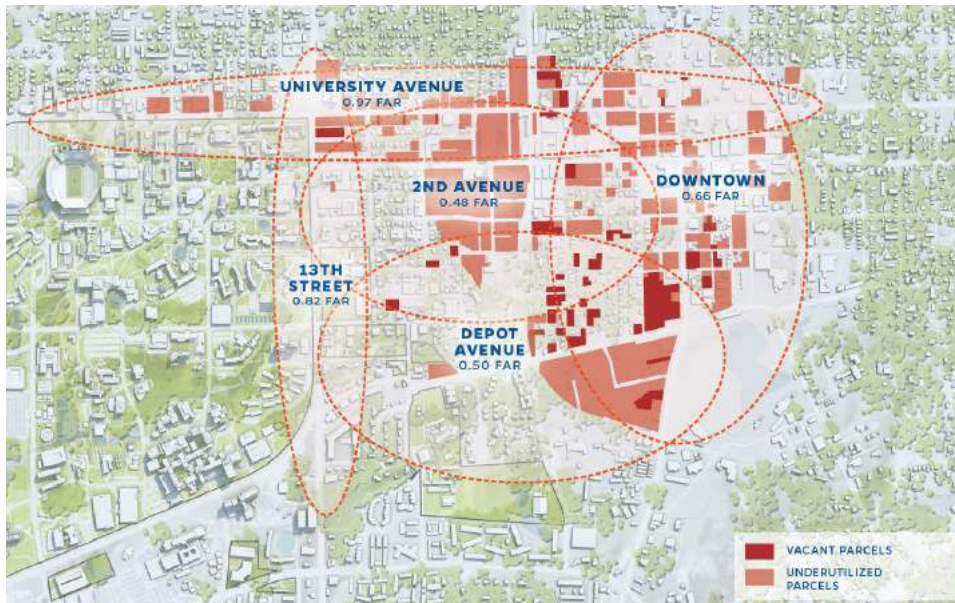 UNIVERSITY AVENUE
0.97 FAR
2ND AVENUE
0.48 FAR
DOWNTOWN
0.66 FAR
13TH
STREET
0.82 FAR
DEPOT
AVENUE
0.50 FAR
VACANT PARCELS
UNDERUTILIZED
PARCELS